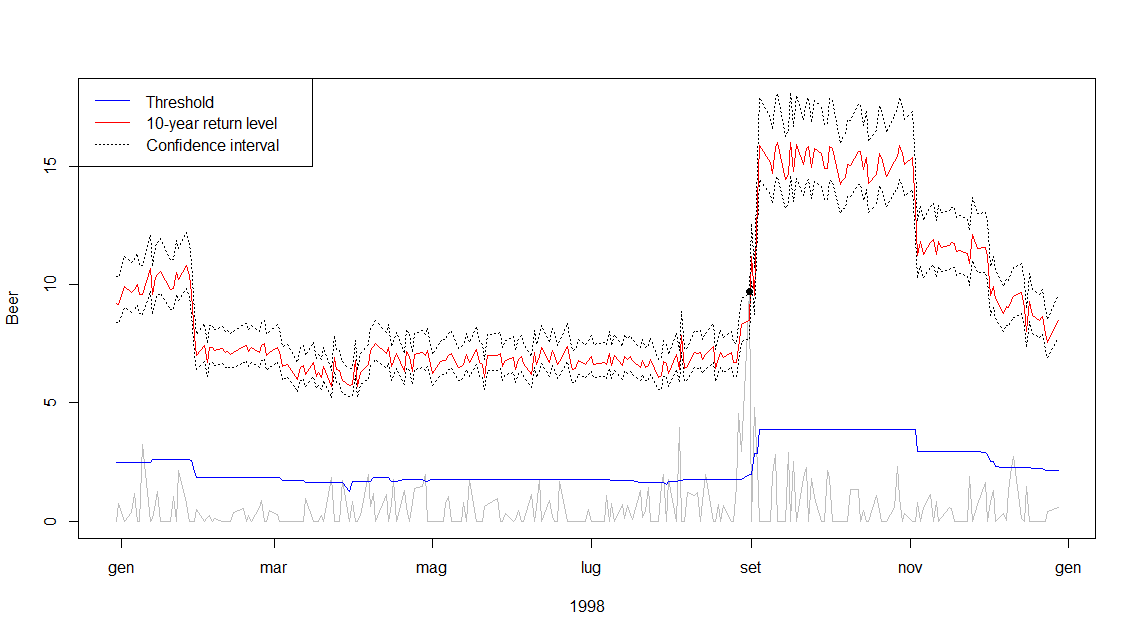 Threshold
10-year return level
Confidence interval
15
10
5
0
Beer
gen mar mag lug set nov gen
1998